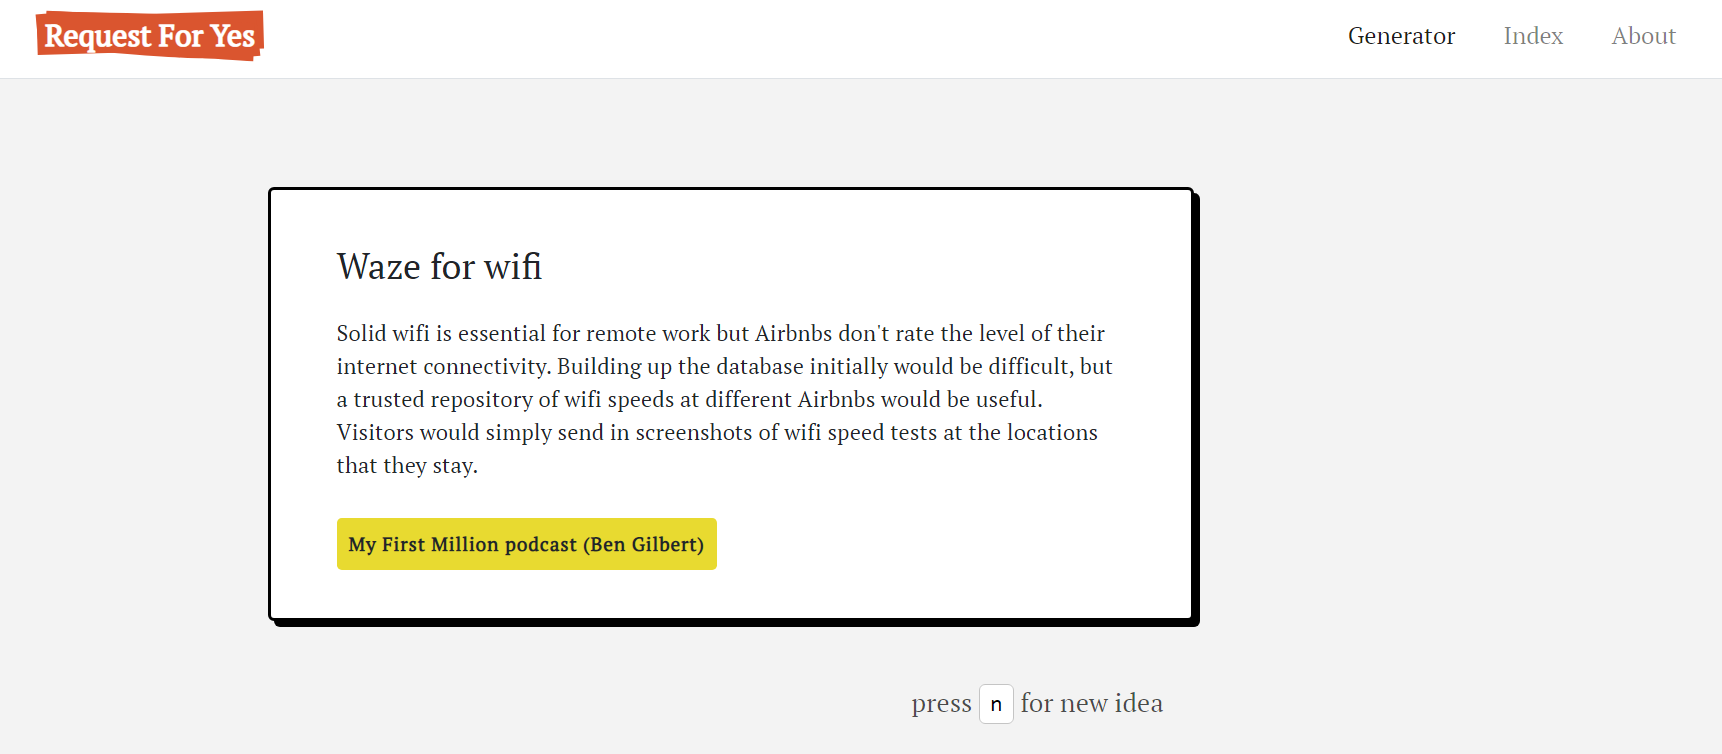 Request For Yes
Generator Index About
Waze for wifi
Solid wifi is essential for remote work but Airbnbs don't rate the level of their
internet connectivity. Building up the database initially would be difficult, but
a trusted repository of wifi speeds at different Airbnbs would be useful.
Visitors would simply send in screenshots of wifi speed tests at the locations
that they stay.
My First Million podcast (Ben Gilbert)
press n for new idea